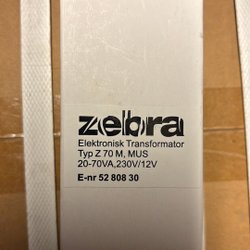 zebra
Elektronisk Transformator
Typ Z 70 M, MUS
20-70VA,230V/12V
E-nr 52 808 30